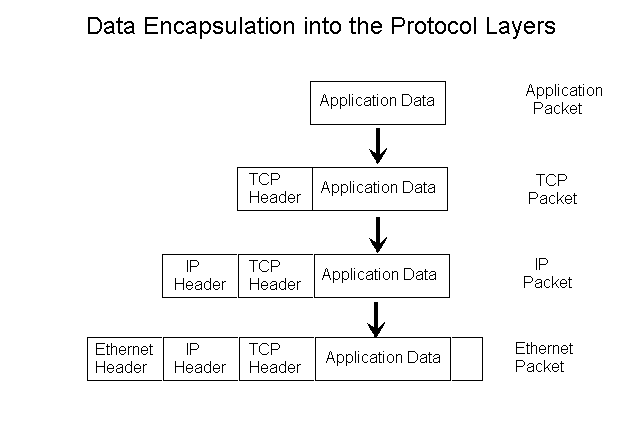 Data Encapsulation into the Protocol Layers
Application Data
Application
Packet
TCP
Header
Application Data
TCP
Packet
IP
Header
TCP
Header
Application Data
IP
Packet
Ethernet
Header
IP
Header
TCP
Header
Application Data
Ethernet
Packet